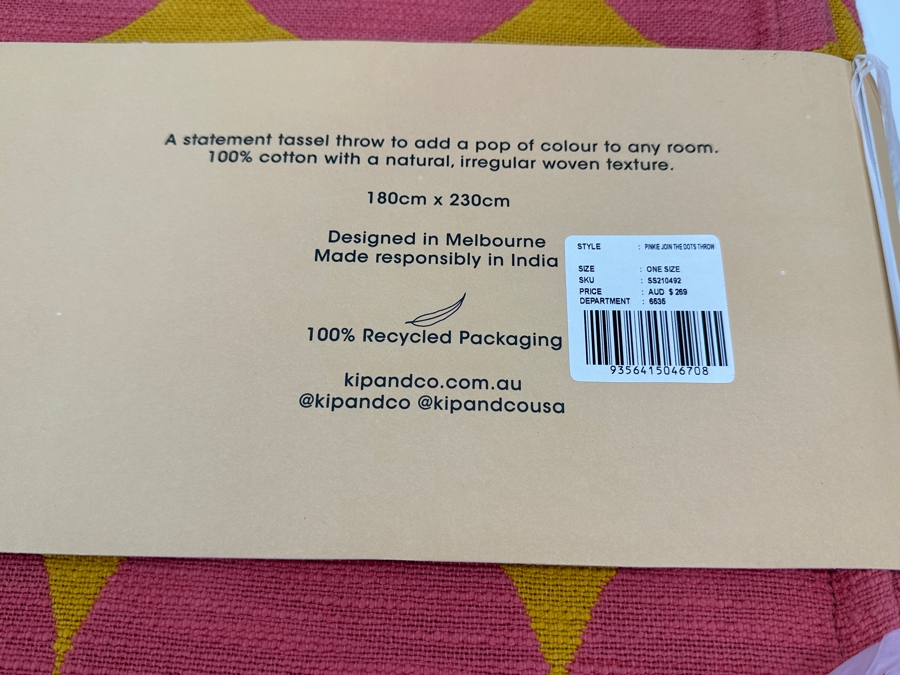 A statement tassel throw to add a pop of colour to any room.
100% cotton with a natural, irregular woven texture.
180cm x 230cm
Designed in Melbourne
Made responsibly in India
100% Recycled Packaging
kipandco.com.au
@kipandco @kipandcousa
STYLE : PINKIE JOIN THE DOTS THROW
SIZE : ONE SIZE
SKU : SS210492
PRICE : AUD $ 269
DEPARTMENT : 6535
9356415046708